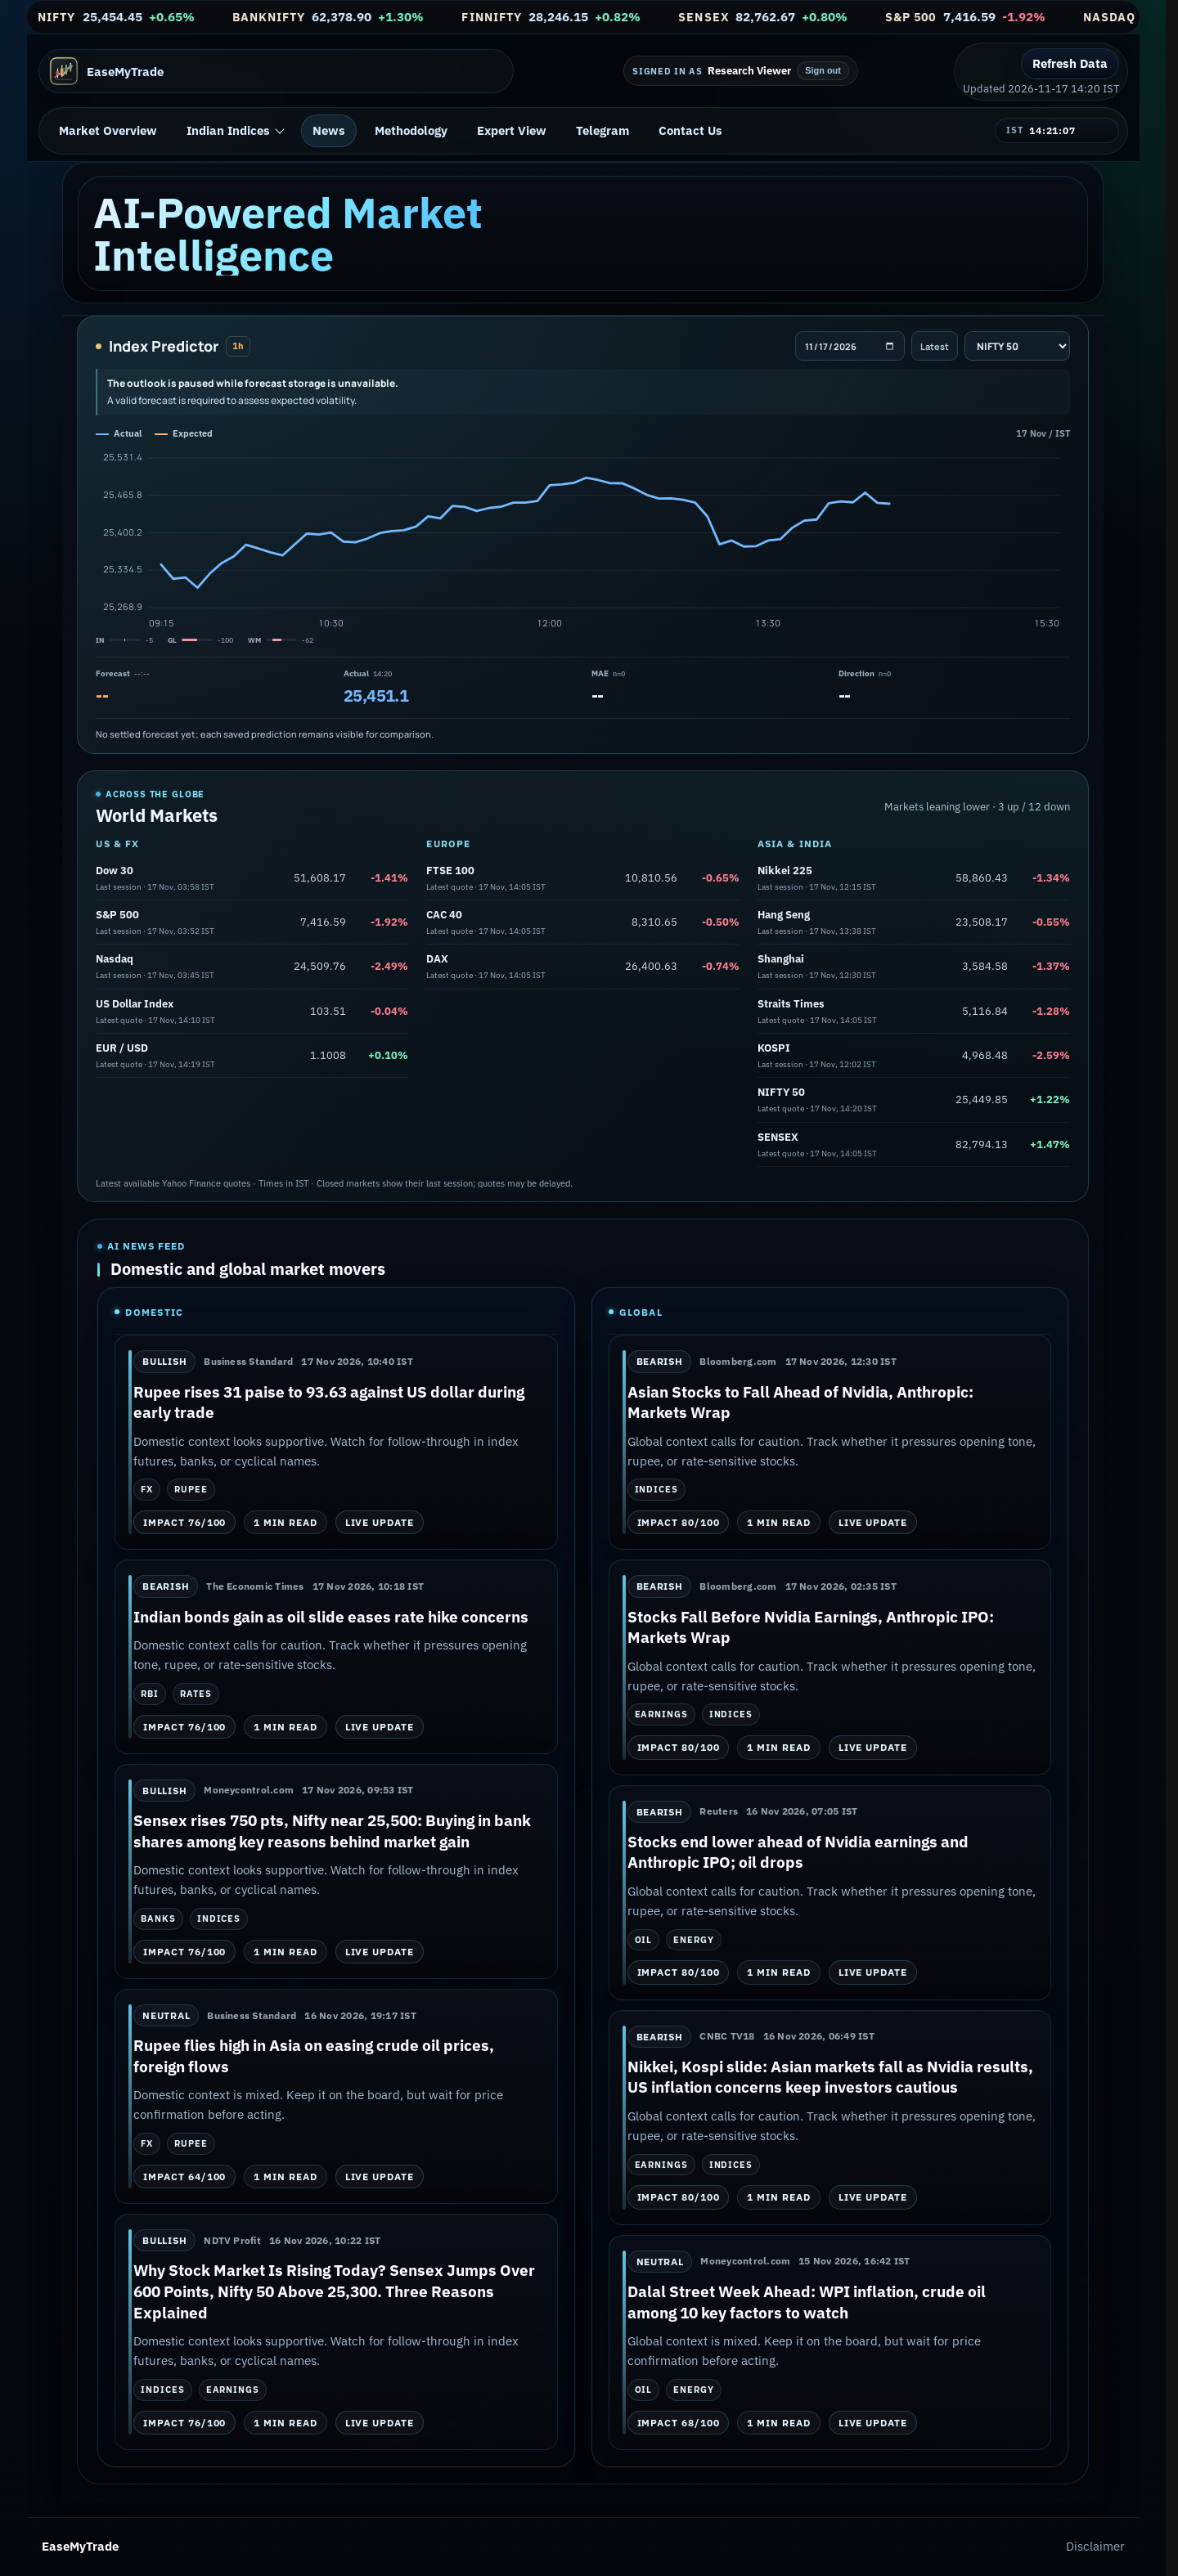 NIFTY 25,454.45 +0.65% BANKNIFTY 62,378.90 +1.30% FINNIFTY 28,246.15 +0.82% SENSEX 82,762.67 +0.80% S&P 500 7,416.59 -1.92% NASDAQ
EaseMyTrade
SIGNED IN AS Research Viewer Sign out
Refresh Data
Updated 2026-11-17 14:20 IST
Market Overview Indian Indices News Methodology Expert View Telegram Contact Us
IST 14:21:07
AI-Powered Market
Intelligence
Index Predictor 1h
11/17/2026 Latest NIFTY 50
The outlook is paused while forecast storage is unavailable.
A valid forecast is required to assess expected volatility.
Actual Expected 17 Nov / IST
25,531.4
25,465.8
25,400.2
25,334.5
25,268.9
09:15 10:30 12:00 13:30 15:30
IN -5 GL -100 WM -62
Forecast --:-- Actual 14:20 MAE n=0 Direction n=0
-- 25,451.1 -- --
No settled forecast yet; each saved prediction remains visible for comparison.
ACROSS THE GLOBE
World Markets
Markets leaning lower · 3 up / 12 down
US & FX
Dow 30 51,608.17 -1.41%
Last session · 17 Nov, 03:58 IST
S&P 500 7,416.59 -1.92%
Last session · 17 Nov, 03:52 IST
Nasdaq 24,509.76 -2.49%
Last session · 17 Nov, 03:45 IST
US Dollar Index 103.51 -0.04%
Latest quote · 17 Nov, 14:10 IST
EUR / USD 1.1008 +0.10%
Latest quote · 17 Nov, 14:19 IST
EUROPE
FTSE 100 10,810.56 -0.65%
Latest quote · 17 Nov, 14:05 IST
CAC 40 8,310.65 -0.50%
Latest quote · 17 Nov, 14:05 IST
DAX 26,400.63 -0.74%
Latest quote · 17 Nov, 14:05 IST
ASIA & INDIA
Nikkei 225 58,860.43 -1.34%
Last session · 17 Nov, 12:15 IST
Hang Seng 23,508.17 -0.55%
Last session · 17 Nov, 13:38 IST
Shanghai 3,584.58 -1.37%
Last session · 17 Nov, 12:30 IST
Straits Times 5,116.84 -1.28%
Latest quote · 17 Nov, 14:05 IST
KOSPI 4,968.48 -2.59%
Last session · 17 Nov, 12:02 IST
NIFTY 50 25,449.85 +1.22%
Latest quote · 17 Nov, 14:20 IST
SENSEX 82,794.13 +1.47%
Latest quote · 17 Nov, 14:05 IST
Latest available Yahoo Finance quotes · Times in IST · Closed markets show their last session; quotes may be delayed.
AI NEWS FEED
Domestic and global market movers
DOMESTIC
BULLISH Business Standard 17 Nov 2026, 10:40 IST
Rupee rises 31 paise to 93.63 against US dollar during
early trade
Domestic context looks supportive. Watch for follow-through in index
futures, banks, or cyclical names.
FX RUPEE
IMPACT 76/100 1 MIN READ LIVE UPDATE
BEARISH The Economic Times 17 Nov 2026, 10:18 IST
Indian bonds gain as oil slide eases rate hike concerns
Domestic context calls for caution. Track whether it pressures opening
tone, rupee, or rate-sensitive stocks.
RBI RATES
IMPACT 76/100 1 MIN READ LIVE UPDATE
BULLISH Moneycontrol.com 17 Nov 2026, 09:53 IST
Sensex rises 750 pts, Nifty near 25,500: Buying in bank
shares among key reasons behind market gain
Domestic context looks supportive. Watch for follow-through in index
futures, banks, or cyclical names.
BANKS INDICES
IMPACT 76/100 1 MIN READ LIVE UPDATE
NEUTRAL Business Standard 16 Nov 2026, 19:17 IST
Rupee flies high in Asia on easing crude oil prices,
foreign flows
Domestic context is mixed. Keep it on the board, but wait for price
confirmation before acting.
FX RUPEE
IMPACT 64/100 1 MIN READ LIVE UPDATE
BULLISH NDTV Profit 16 Nov 2026, 10:22 IST
Why Stock Market Is Rising Today? Sensex Jumps Over
600 Points, Nifty 50 Above 25,300. Three Reasons
Explained
Domestic context looks supportive. Watch for follow-through in index
futures, banks, or cyclical names.
INDICES EARNINGS
IMPACT 76/100 1 MIN READ LIVE UPDATE
GLOBAL
BEARISH Bloomberg.com 17 Nov 2026, 12:30 IST
Asian Stocks to Fall Ahead of Nvidia, Anthropic:
Markets Wrap
Global context calls for caution. Track whether it pressures opening tone,
rupee, or rate-sensitive stocks.
INDICES
IMPACT 80/100 1 MIN READ LIVE UPDATE
BEARISH Bloomberg.com 17 Nov 2026, 02:35 IST
Stocks Fall Before Nvidia Earnings, Anthropic IPO:
Markets Wrap
Global context calls for caution. Track whether it pressures opening tone,
rupee, or rate-sensitive stocks.
EARNINGS INDICES
IMPACT 80/100 1 MIN READ LIVE UPDATE
BEARISH Reuters 16 Nov 2026, 07:05 IST
Stocks end lower ahead of Nvidia earnings and
Anthropic IPO; oil drops
Global context calls for caution. Track whether it pressures opening tone,
rupee, or rate-sensitive stocks.
OIL ENERGY
IMPACT 80/100 1 MIN READ LIVE UPDATE
BEARISH CNBC TV18 16 Nov 2026, 06:49 IST
Nikkei, Kospi slide: Asian markets fall as Nvidia results,
US inflation concerns keep investors cautious
Global context calls for caution. Track whether it pressures opening tone,
rupee, or rate-sensitive stocks.
EARNINGS INDICES
IMPACT 80/100 1 MIN READ LIVE UPDATE
NEUTRAL Moneycontrol.com 15 Nov 2026, 16:42 IST
Dalal Street Week Ahead: WPI inflation, crude oil
among 10 key factors to watch
Global context is mixed. Keep it on the board, but wait for price
confirmation before acting.
OIL ENERGY
IMPACT 68/100 1 MIN READ LIVE UPDATE
EaseMyTrade Disclaimer